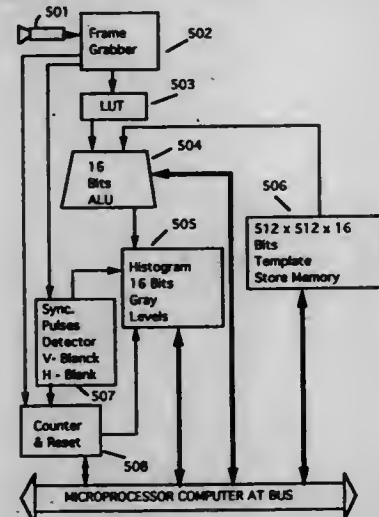 501
Frame
Grabber
502
LUT
503
504
16
Bits
ALU
505
506
512 x 512 x 16
Bits
Template
Store Memory
Histogram
16 Bits
Gray
Levels
Sync.
Pulses
Detector
V- Blanck
H - Blank
507
Counter
& Reset
508
MICROPROCESSOR COMPUTER AT BUS